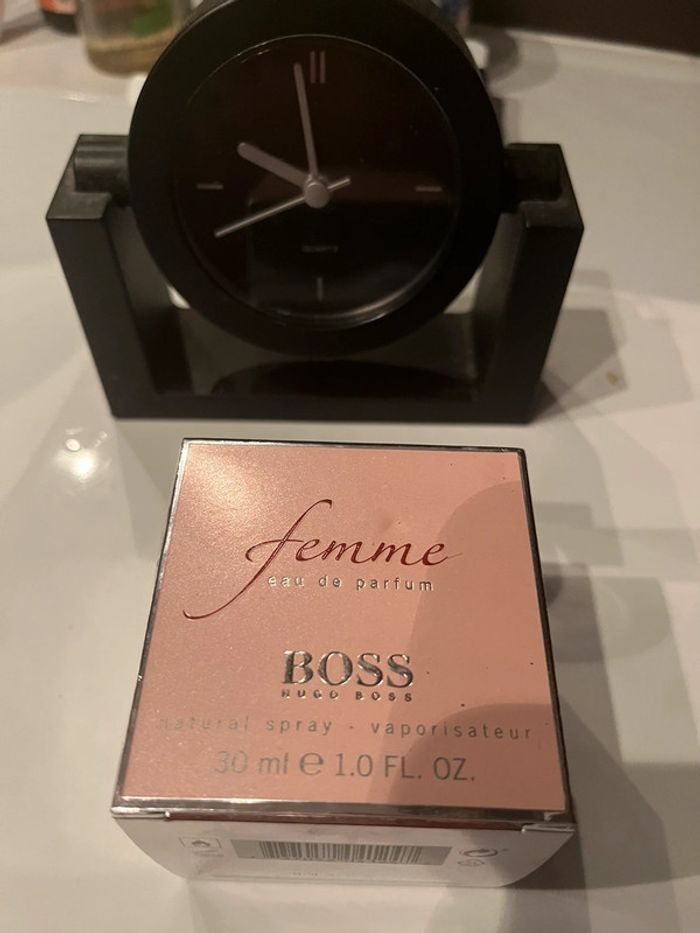 femme
eau de parfum
BOSS
HUGO BOSS
natural spray - vaporisateur
30 ml e 1.0 FL. OZ.